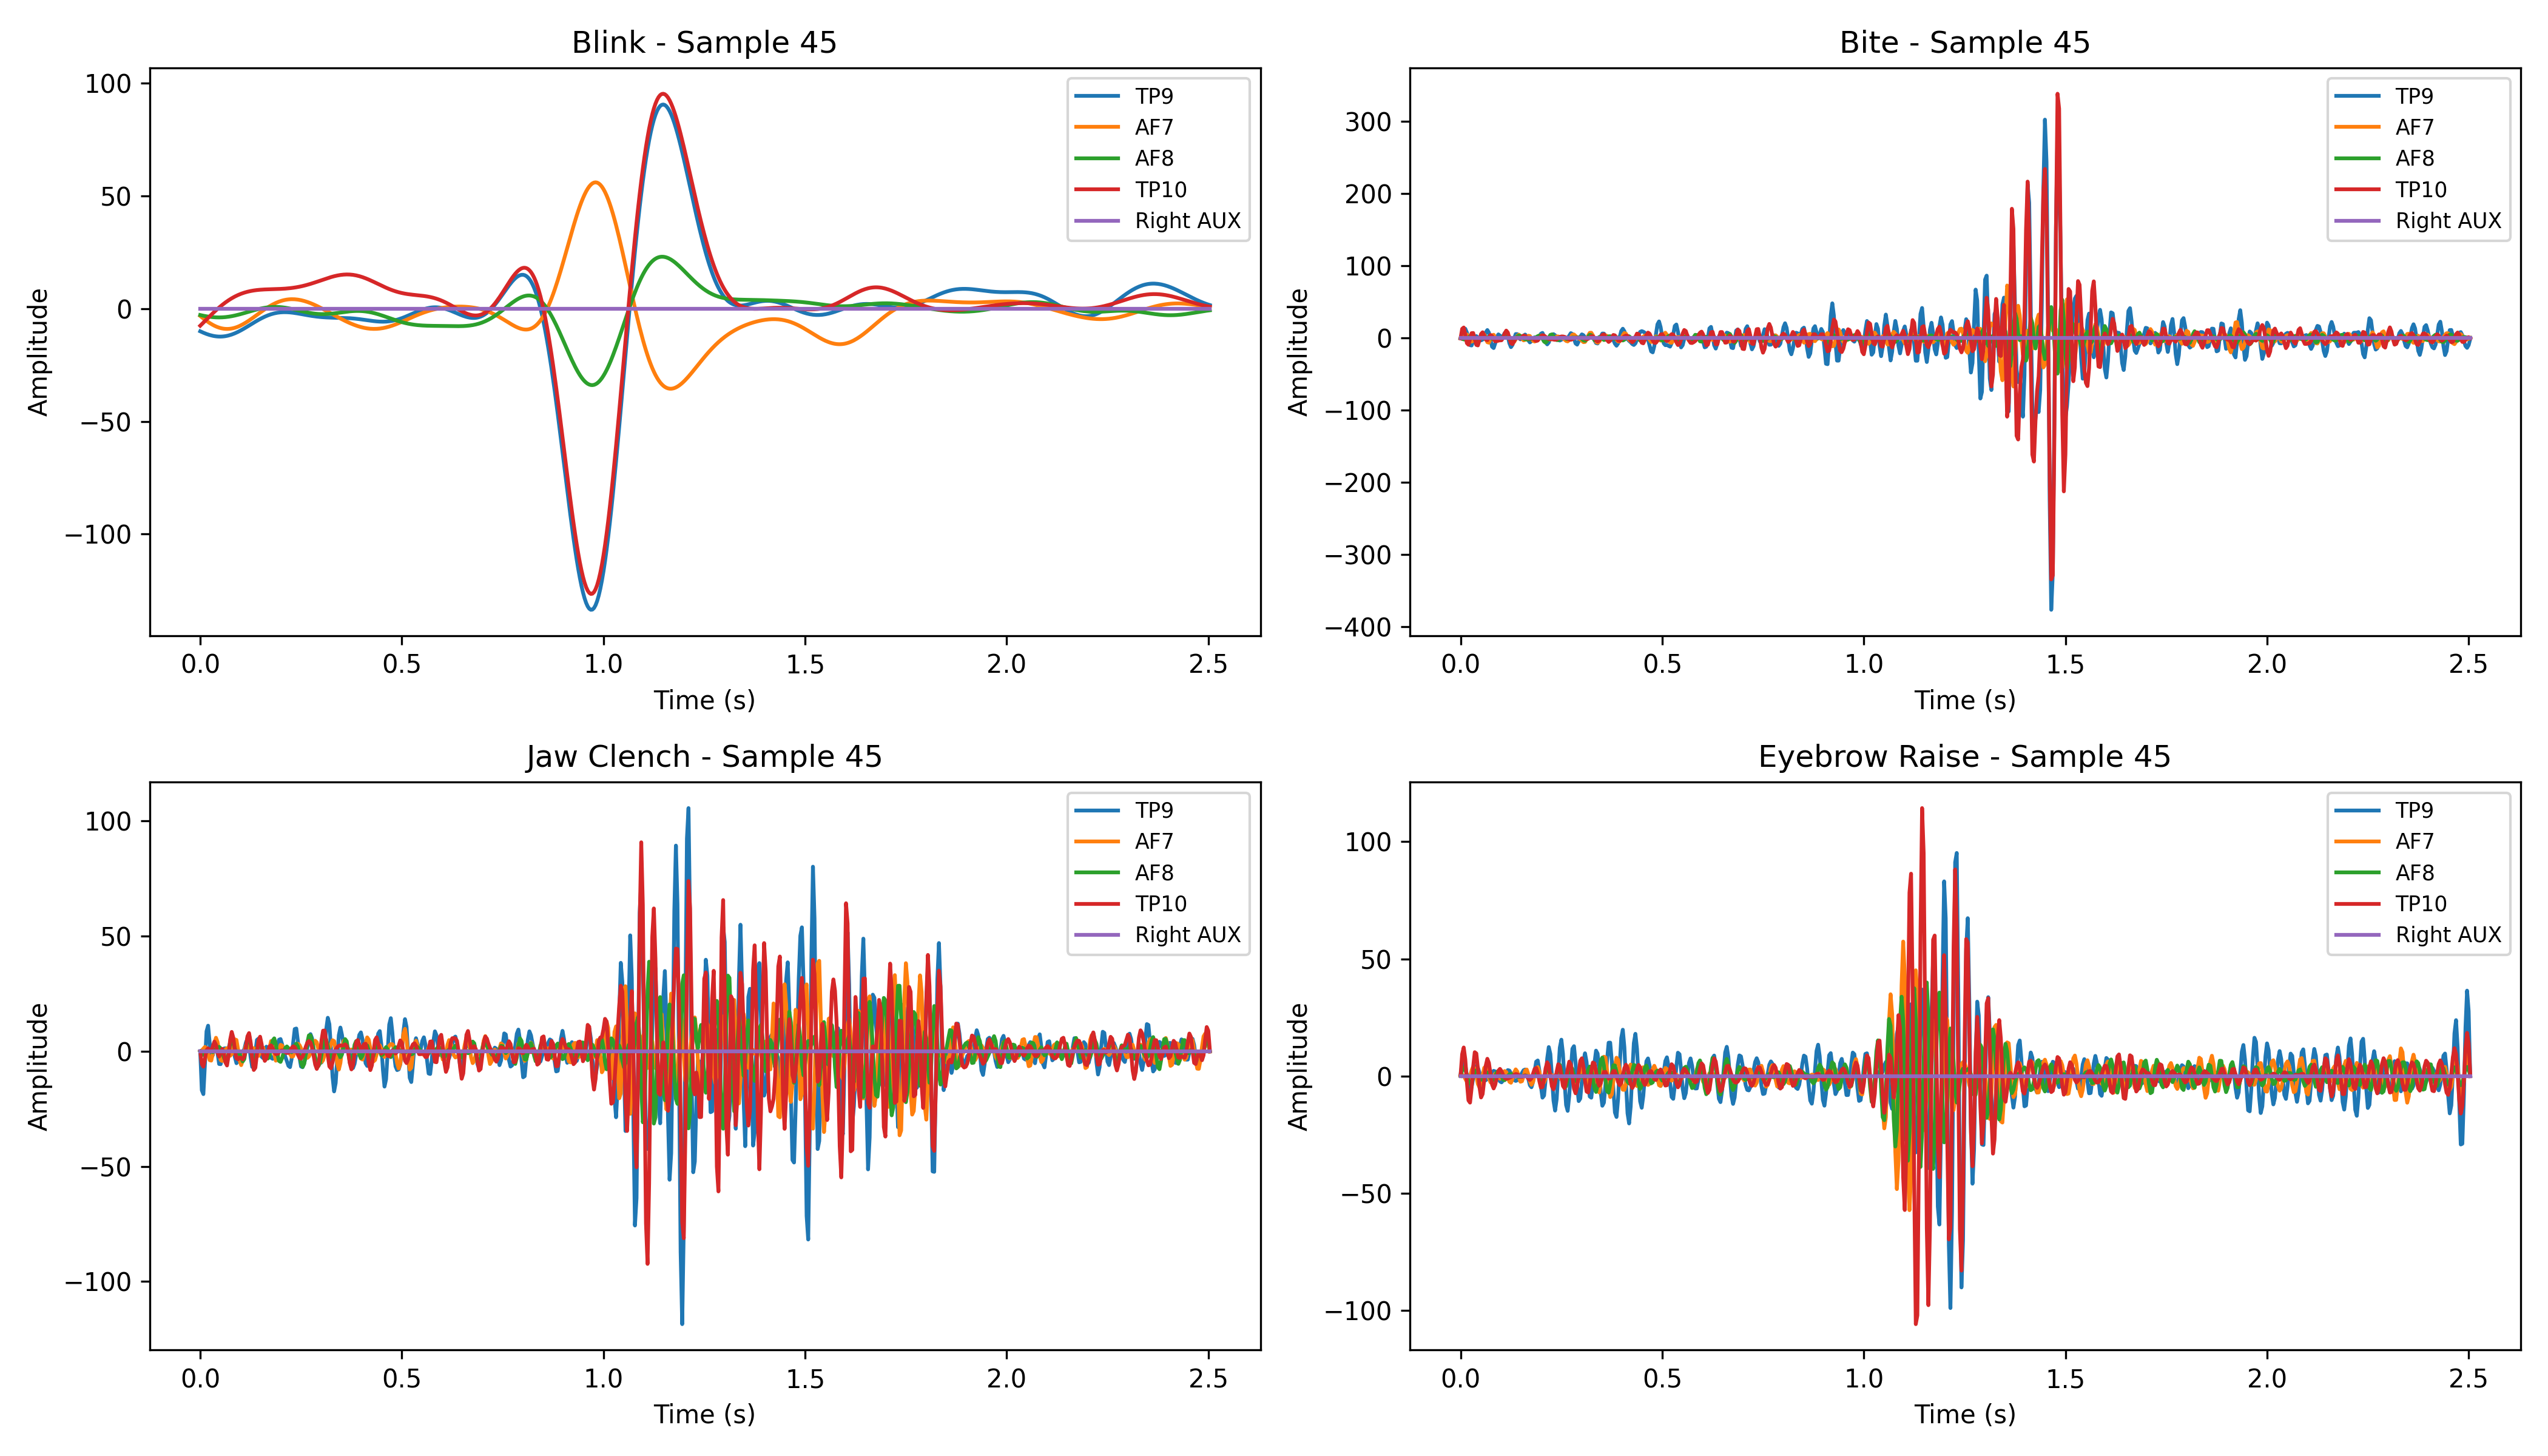 Blink - Sample 45
100
50
0
−50
−100
Amplitude
0.0 0.5 1.0 1.5 2.0 2.5
Time (s)
TP9
AF7
AF8
TP10
Right AUX
Bite - Sample 45
300
200
100
0
−100
−200
−300
−400
Amplitude
0.0 0.5 1.0 1.5 2.0 2.5
Time (s)
TP9
AF7
AF8
TP10
Right AUX
Jaw Clench - Sample 45
100
50
0
−50
−100
Amplitude
0.0 0.5 1.0 1.5 2.0 2.5
Time (s)
TP9
AF7
AF8
TP10
Right AUX
Eyebrow Raise - Sample 45
100
50
0
−50
−100
Amplitude
0.0 0.5 1.0 1.5 2.0 2.5
Time (s)
TP9
AF7
AF8
TP10
Right AUX